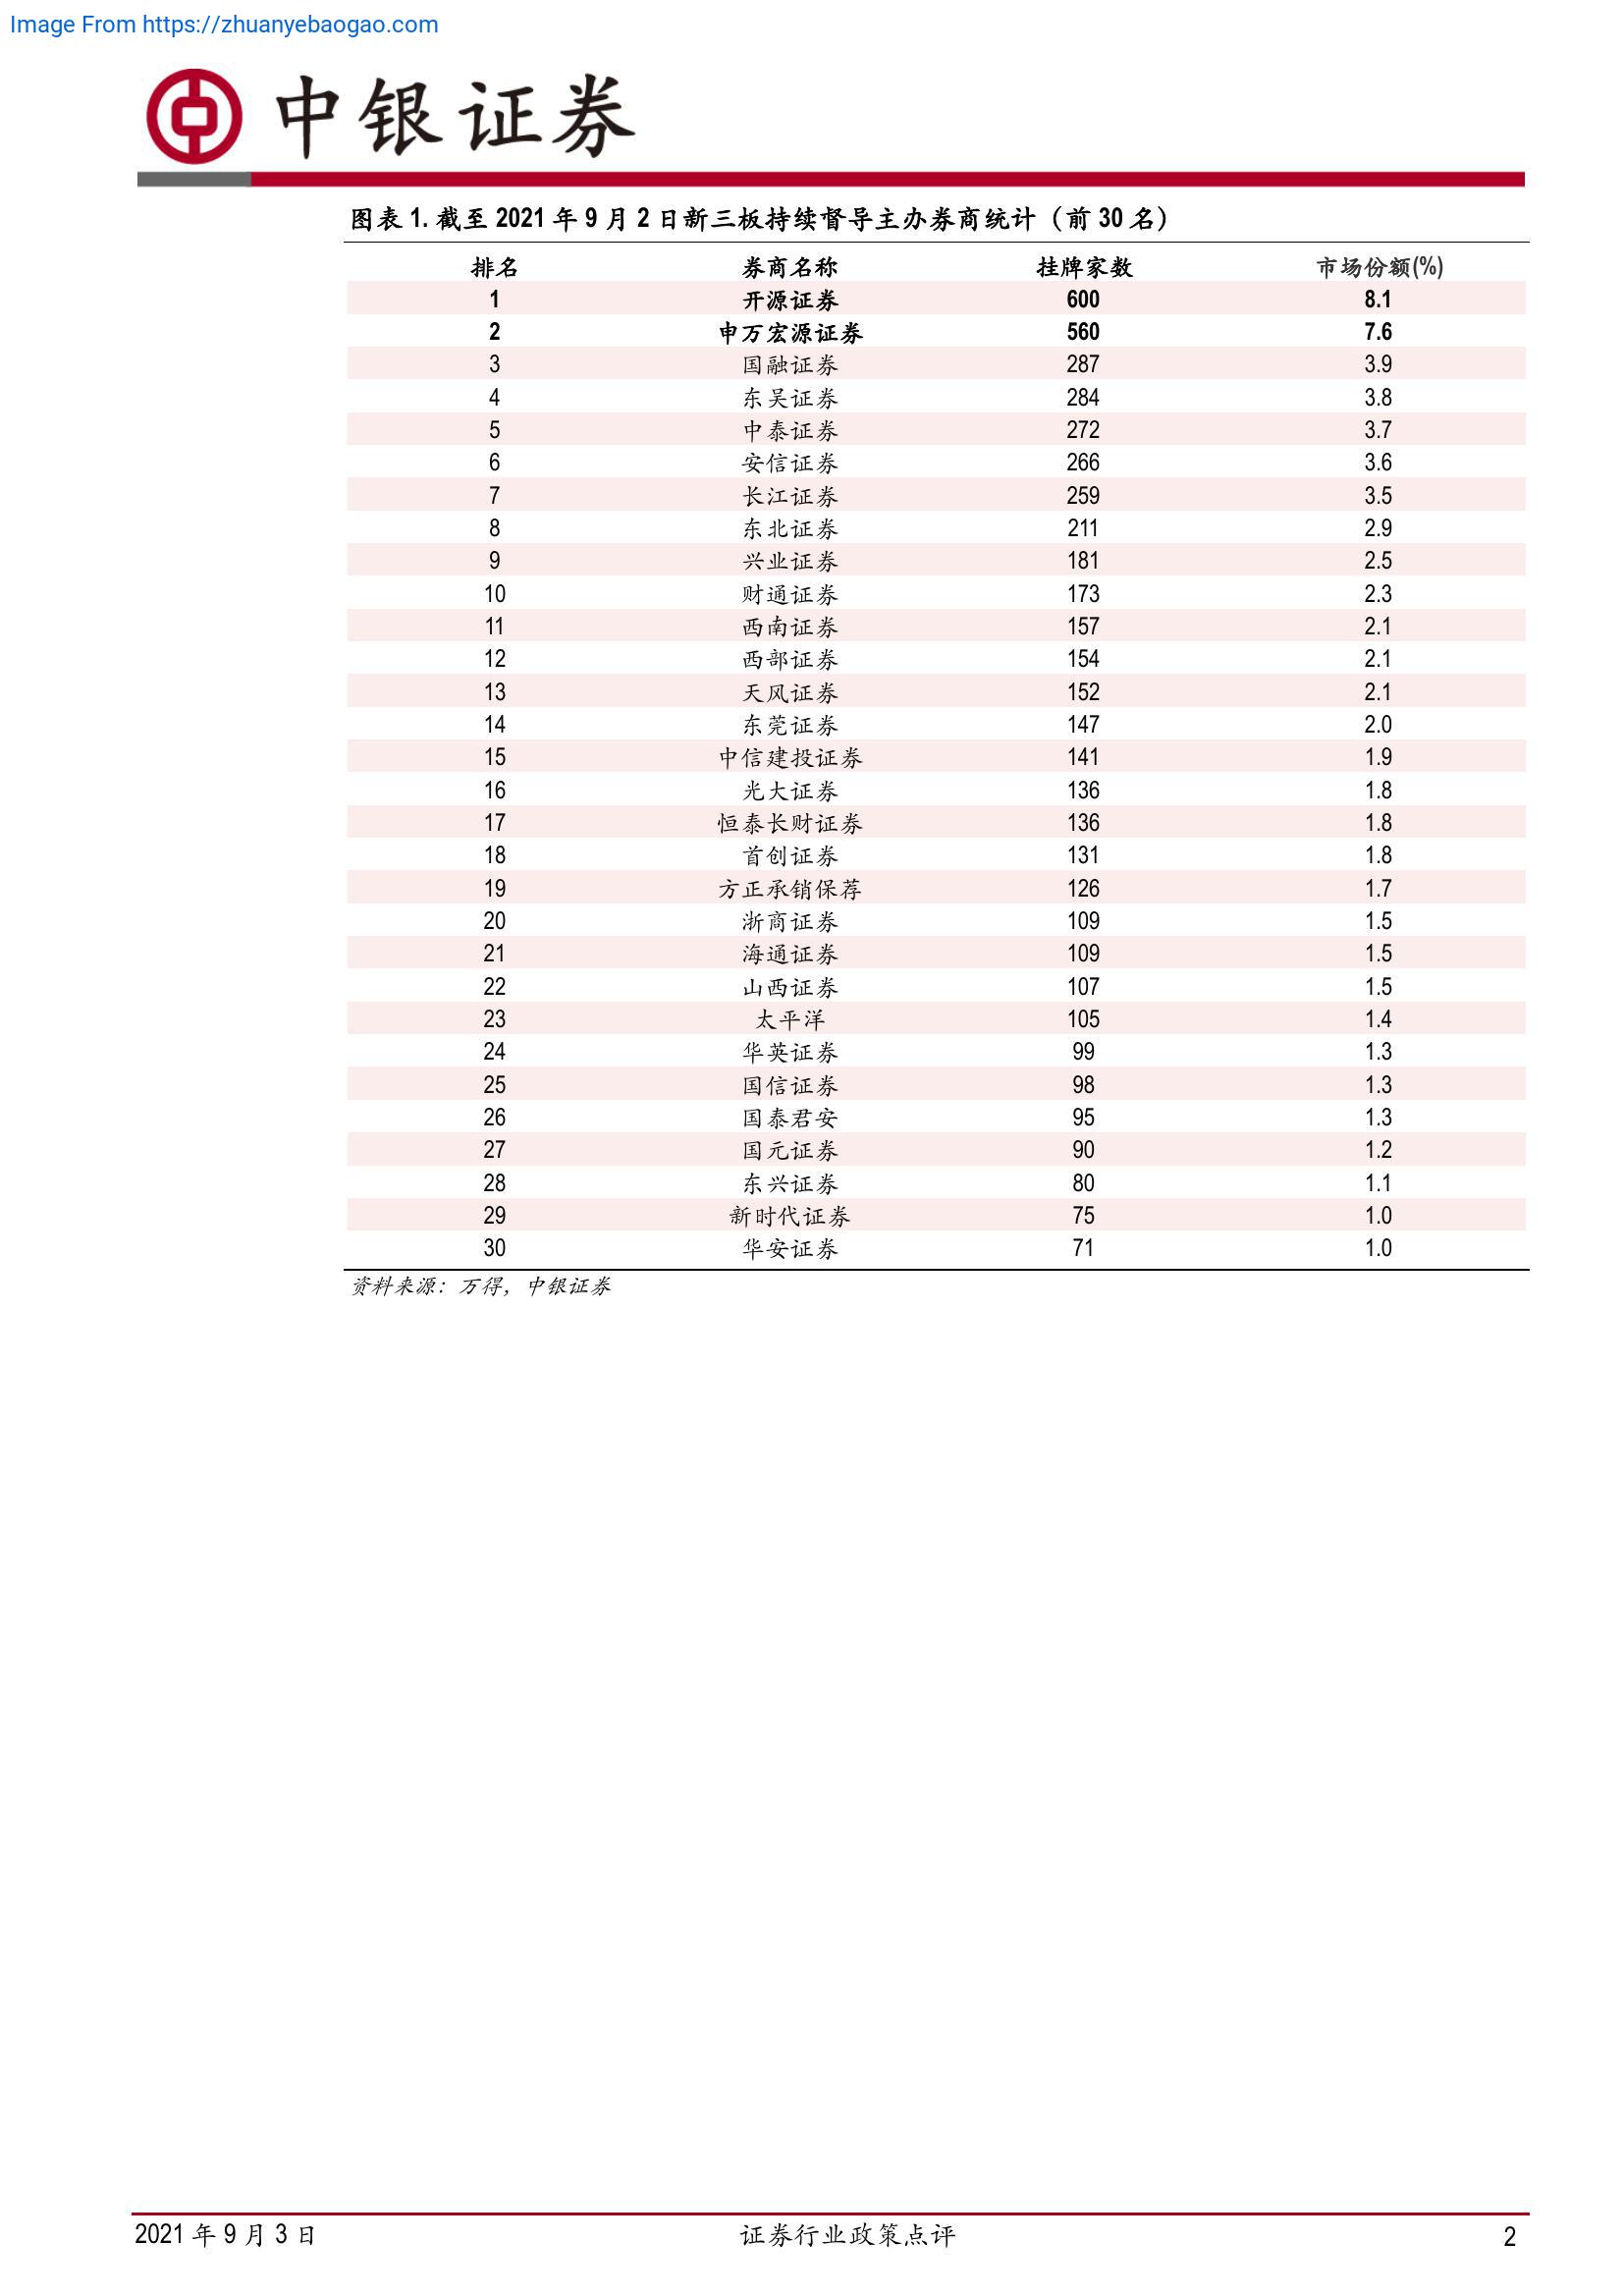 Image From https://zhuanyebaogao.com
中银证券
图表 1. 截至 2021 年 9 月 2 日新三板持续督导主办券商统计（前 30 名）
排名 券商名称 挂牌家数 市场份额(%)
1 开源证券 600 8.1
2 申万宏源证券 560 7.6
3 国融证券 287 3.9
4 东吴证券 284 3.8
5 中泰证券 272 3.7
6 安信证券 266 3.6
7 长江证券 259 3.5
8 东北证券 211 2.9
9 兴业证券 181 2.5
10 财通证券 173 2.3
11 西南证券 157 2.1
12 西部证券 154 2.1
13 天风证券 152 2.1
14 东莞证券 147 2.0
15 中信建投证券 141 1.9
16 光大证券 136 1.8
17 恒泰长财证券 136 1.8
18 首创证券 131 1.8
19 方正承销保荐 126 1.7
20 浙商证券 109 1.5
21 海通证券 109 1.5
22 山西证券 107 1.5
23 太平洋 105 1.4
24 华英证券 99 1.3
25 国信证券 98 1.3
26 国泰君安 95 1.3
27 国元证券 90 1.2
28 东兴证券 80 1.1
29 新时代证券 75 1.0
30 华安证券 71 1.0
资料来源：万得，中银证券
2021 年 9 月 3 日 证券行业政策点评 2